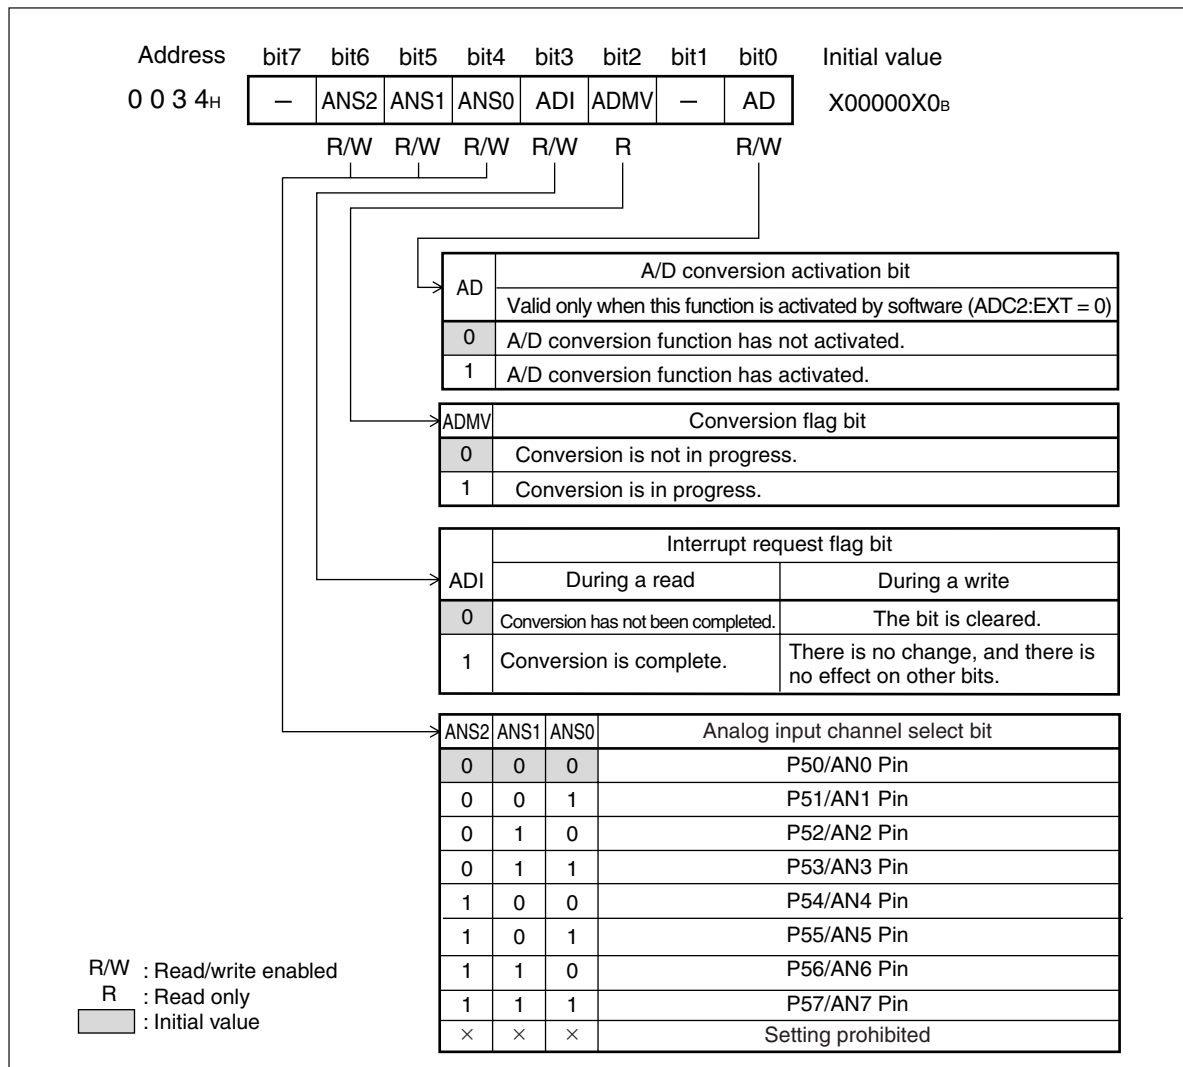 Address bit7 bit6 bit5 bit4 bit3 bit2 bit1 bit0 Initial value
0 0 3 4H — ANS2 ANS1 ANS0 ADI ADMV — AD X00000X0B
R/W R/W R/W R/W R R/W
AD A/D conversion activation bit
Valid only when this function is activated by software (ADC2:EXT = 0)
0 A/D conversion function has not activated.
1 A/D conversion function has activated.
ADMV Conversion flag bit
0 Conversion is not in progress.
1 Conversion is in progress.
ADI Interrupt request flag bit
During a read During a write
0 Conversion has not been completed. The bit is cleared.
1 Conversion is complete. There is no change, and there is
no effect on other bits.
ANS2 ANS1 ANS0 Analog input channel select bit
0 0 0 P50/AN0 Pin
0 0 1 P51/AN1 Pin
0 1 0 P52/AN2 Pin
0 1 1 P53/AN3 Pin
1 0 0 P54/AN4 Pin
1 0 1 P55/AN5 Pin
1 1 0 P56/AN6 Pin
1 1 1 P57/AN7 Pin
× × × Setting prohibited
R/W : Read/write enabled
R : Read only
: Initial value